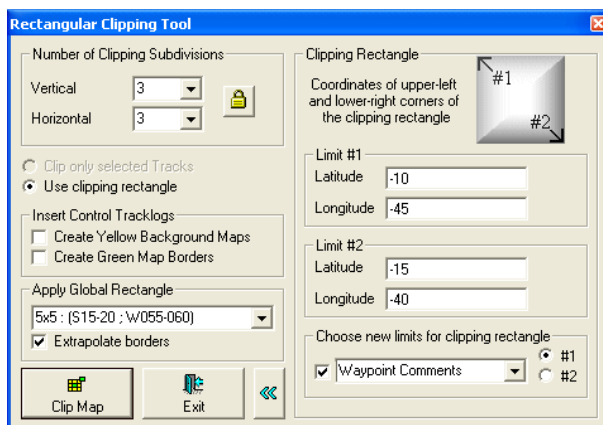 Rectangular Clipping Tool
Number of Clipping Subdivisions
Vertical 3
Horizontal 3
Clip only selected Tracks
Use clipping rectangle
Insert Control Tracklogs
Create Yellow Background Maps
Create Green Map Borders
Apply Global Rectangle
5x5 : (S15-20 ; W055-060)
Extrapolate borders
Clip Map
Exit
Clipping Rectangle
Coordinates of upper-left
and lower-right corners of
the clipping rectangle
#1
#2
Limit #1
Latitude -10
Longitude -45
Limit #2
Latitude -15
Longitude -40
Choose new limits for clipping rectangle
Waypoint Comments
#1
#2